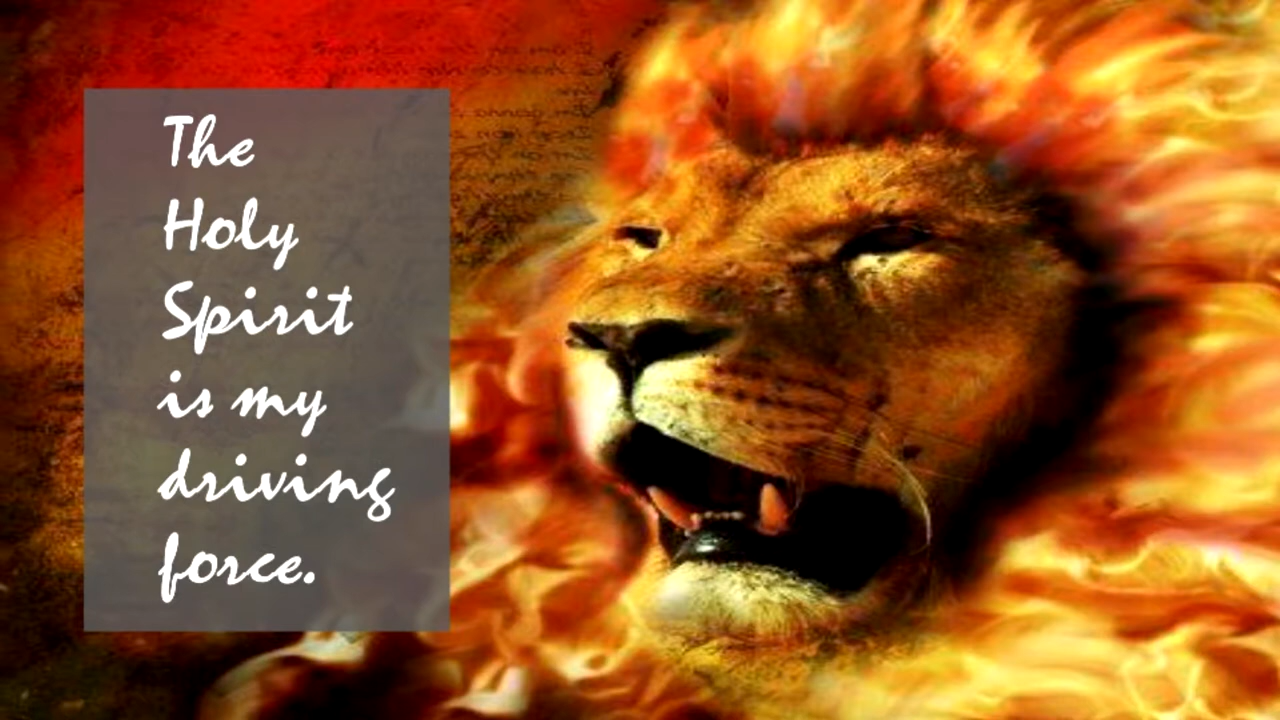 The
Holy
Spirit
is my
driving
force.